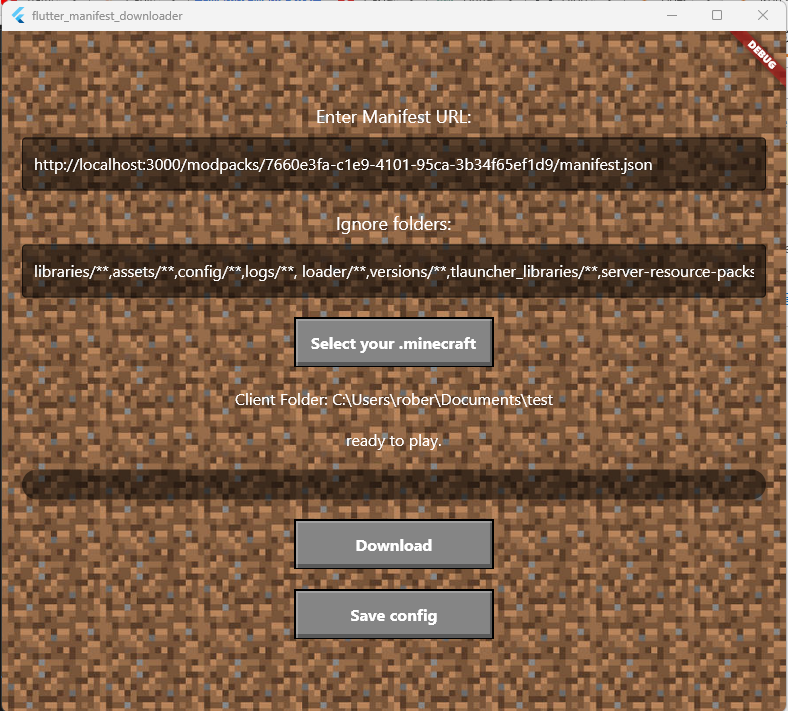 flutter_manifest_downloader
DEBUG
Enter Manifest URL:
http://localhost:3000/modpacks/7660e3fa-c1e9-4101-95ca-3b34f65ef1d9/manifest.json
Ignore folders:
libraries/**,assets/**,config/**,logs/**, loader/**,versions/**,tlauncher_libraries/**,server-resource-packs
Select your .minecraft
Client Folder: C:\Users\rober\Documents\test
ready to play.
Download
Save config